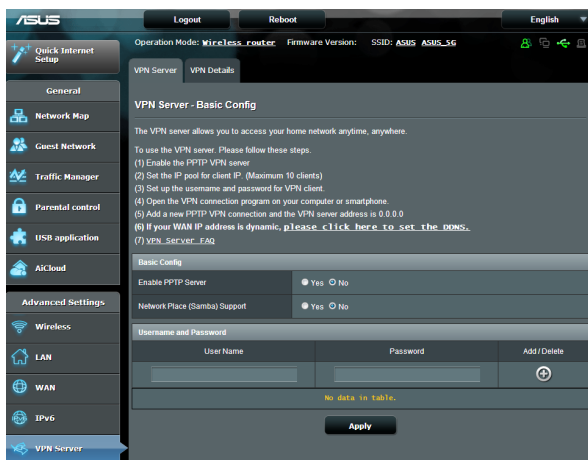 ASUS
Logout
Reboot
English
Operation Mode: Wireless router Firmware Version: SSID: ASUS ASUS_5G
Quick Internet Setup
General
Network Map
Guest Network
Traffic Manager
Parental control
USB application
AiCloud
Advanced Settings
Wireless
LAN
WAN
IPv6
VPN Server
VPN Server
VPN Details
VPN Server - Basic Config
The VPN server allows you to access your home network anytime, anywhere.
To use the VPN server. Please follow these steps.
(1) Enable the PPTP VPN server
(2) Set the IP pool for client IP. (Maximum 10 clients)
(3) Set up the username and password for VPN client.
(4) Open the VPN connection program on your computer or smartphone.
(5) Add a new PPTP VPN connection and the VPN server address is 0.0.0.0
(6) If your WAN IP address is dynamic, please click here to set the DDNS.
(7) VPN Server FAQ
Basic Config
Enable PPTP Server Yes No
Network Place (Samba) Support Yes No
Username and Password
User Name Password Add / Delete
No data in table.
Apply